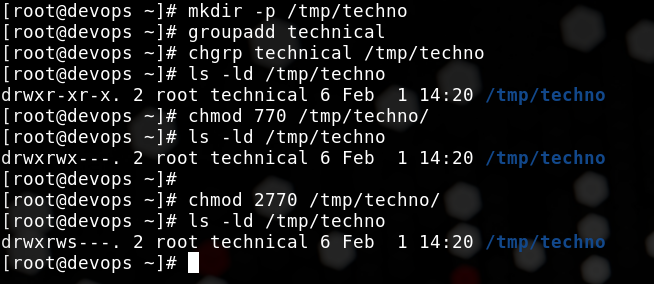 [root@devops ~]# mkdir -p /tmp/techno
[root@devops ~]# groupadd technical
[root@devops ~]# chgrp technical /tmp/techno
[root@devops ~]# ls -ld /tmp/techno
drwxr-xr-x. 2 root technical 6 Feb  1 14:20 /tmp/techno
[root@devops ~]# chmod 770 /tmp/techno/
[root@devops ~]# ls -ld /tmp/techno
drwxrwx---. 2 root technical 6 Feb  1 14:20 /tmp/techno
[root@devops ~]#
[root@devops ~]# chmod 2770 /tmp/techno/
[root@devops ~]# ls -ld /tmp/techno
drwxrws---. 2 root technical 6 Feb  1 14:20 /tmp/techno
[root@devops ~]#